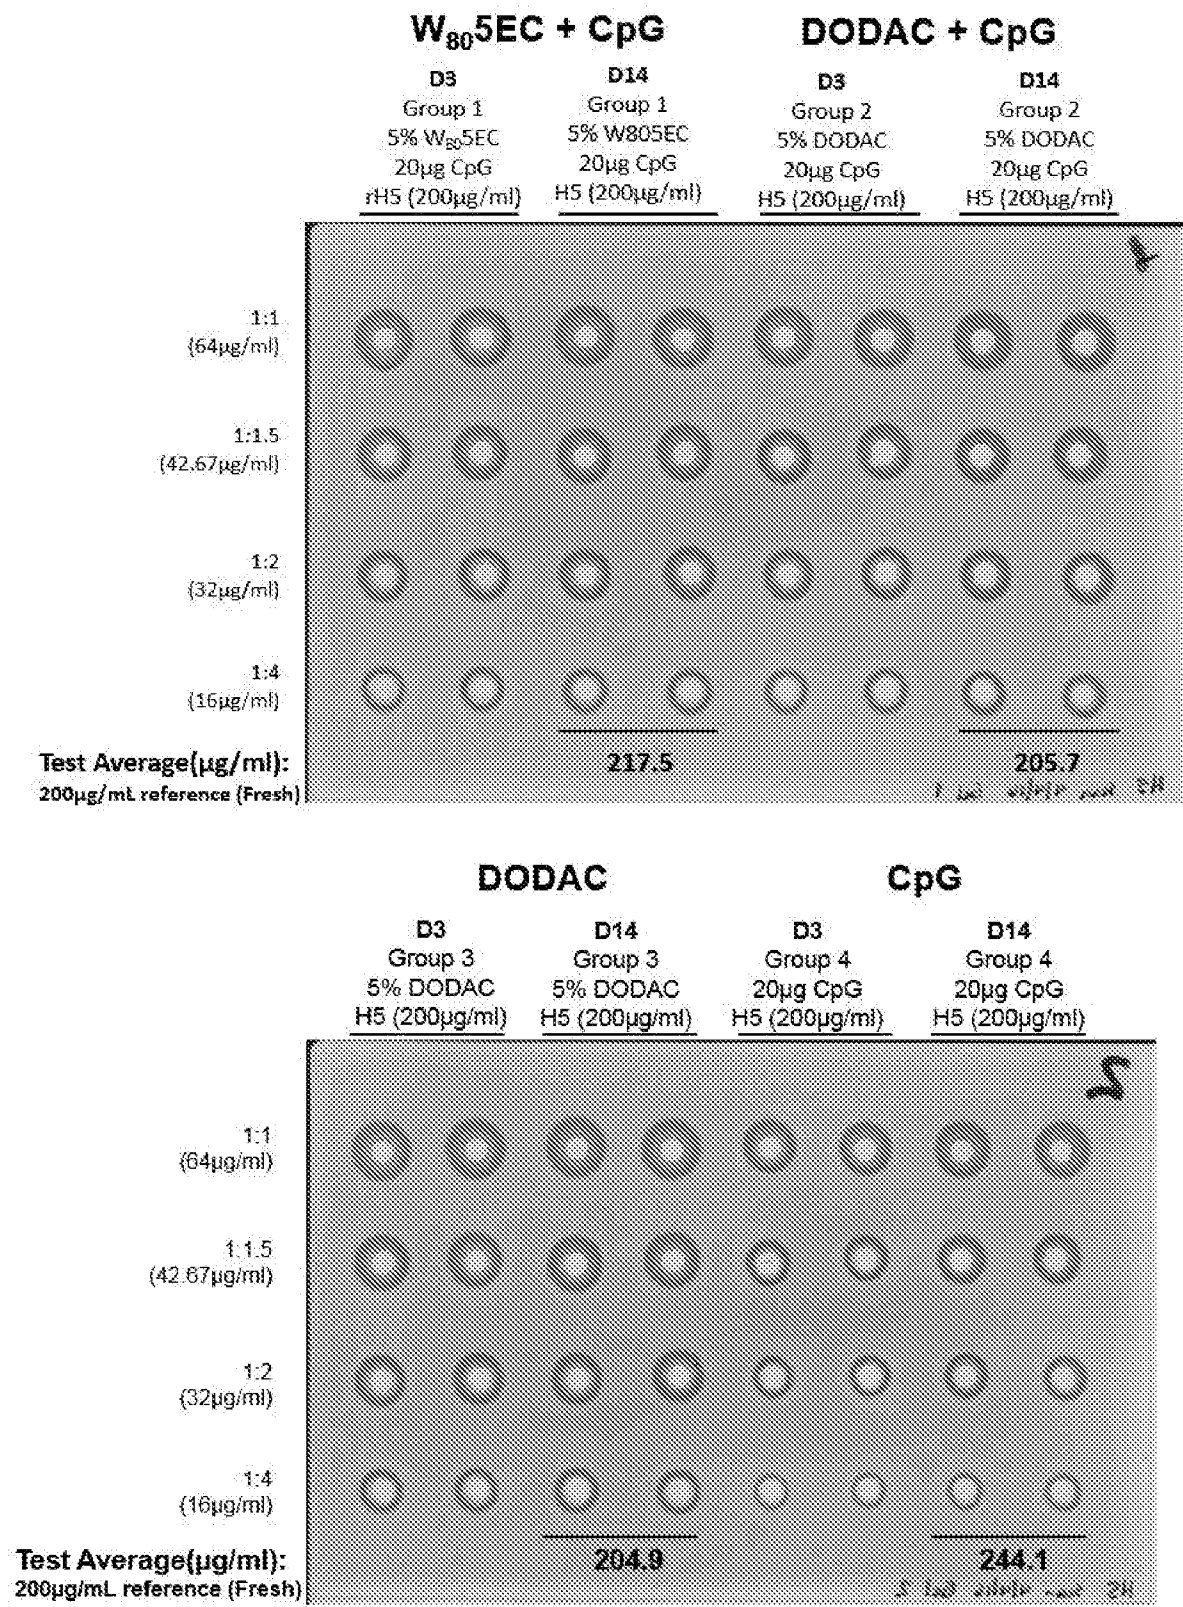 W805EC + CpG DODAC + CpG
D3 D14 D3 D14
Group 1 Group 1 Group 2 Group 2
5% W805EC 5% W805EC 5% DODAC 5% DODAC
20µg CpG 20µg CpG 20µg CpG 20µg CpG
rH5 (200µg/ml) H5 (200µg/ml) H5 (200µg/ml) H5 (200µg/ml)
1
1:1
(64µg/ml)
1:1.5
(42.67µg/ml)
1:2
(32µg/ml)
1:4
(16µg/ml)
Test Average(µg/ml): 217.5 205.7
200µg/mL reference (Fresh)
DODAC CpG
D3 D14 D3 D14
Group 3 Group 3 Group 4 Group 4
5% DODAC 5% DODAC 20µg CpG 20µg CpG
H5 (200µg/ml) H5 (200µg/ml) H5 (200µg/ml) H5 (200µg/ml)
2
1:1
(64µg/ml)
1:1.5
(42.67µg/ml)
1:2
(32µg/ml)
1:4
(16µg/ml)
Test Average(µg/ml): 204.9 244.1
200µg/mL reference (Fresh)